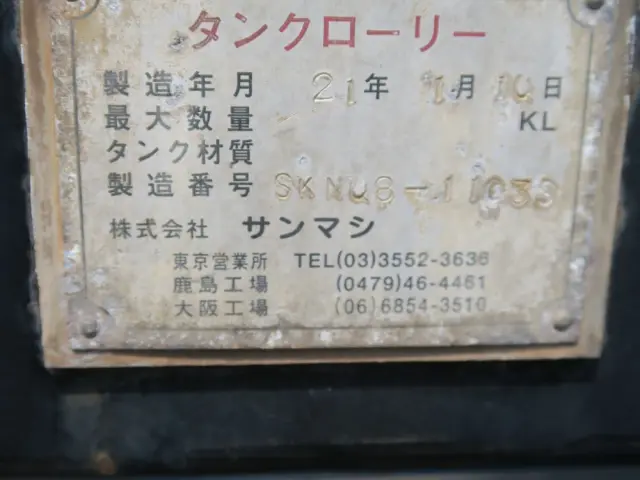 タンクローリー
製造年月 21年 1月10日
最大数量 KL
タンク材質
製造番号 SKN08-11033
株式会社 サンマシ
東京営業所 TEL(03)3552-3636
鹿島工場 (0479)46-4461
大阪工場 (06)6854-3510